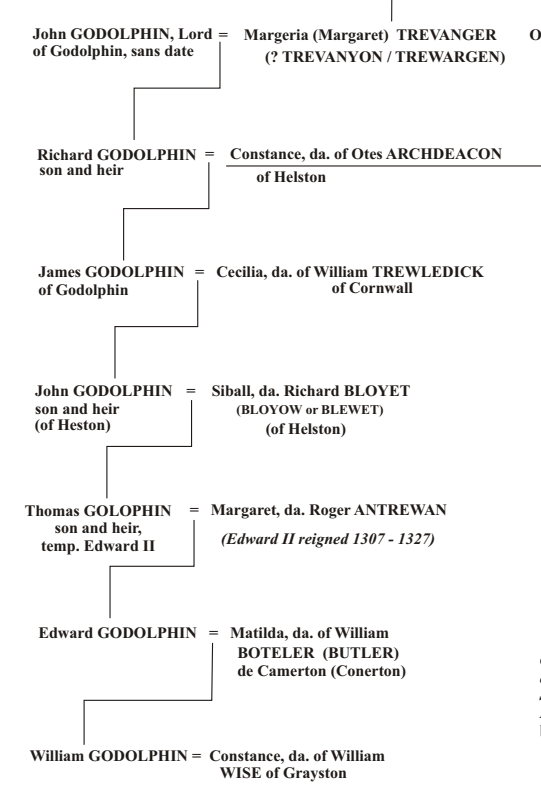 John GODOLPHIN, Lord = Margeria (Margaret) TREVANGER O
of Godolphin, sans date (? TREVANYON / TREWARGEN)
Richard GODOLPHIN = Constance, da. of Otes ARCHDEACON
son and heir of Helston
James GODOLPHIN = Cecilia, da. of William TREWLEDICK
of Godolphin of Cornwall
John GODOLPHIN = Siball, da. Richard BLOYET
son and heir (BLOYOW or BLEWET)
(of Heston) (of Helston)
Thomas GOLOPHIN = Margaret, da. Roger ANTREWAN
son and heir,
temp. Edward II (Edward II reigned 1307 - 1327)
Edward GODOLPHIN = Matilda, da. of William
BOTELER (BUTLER)
de Camerton (Conerton)
William GODOLPHIN = Constance, da. of William
WISE of Grayston